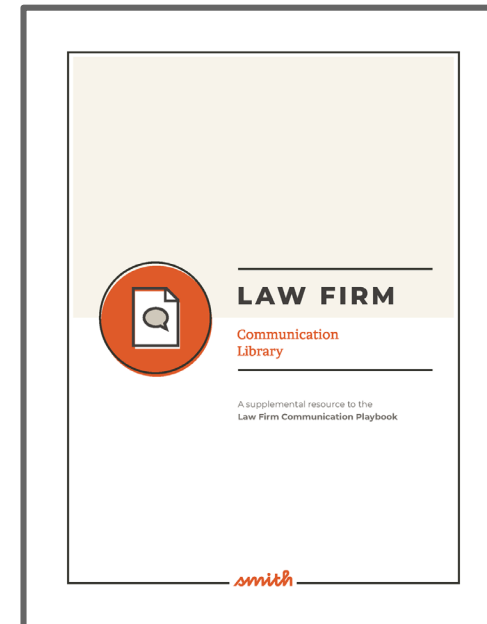 LAW FIRM
Communication
Library
A supplemental resource to the
Law Firm Communication Playbook
smith